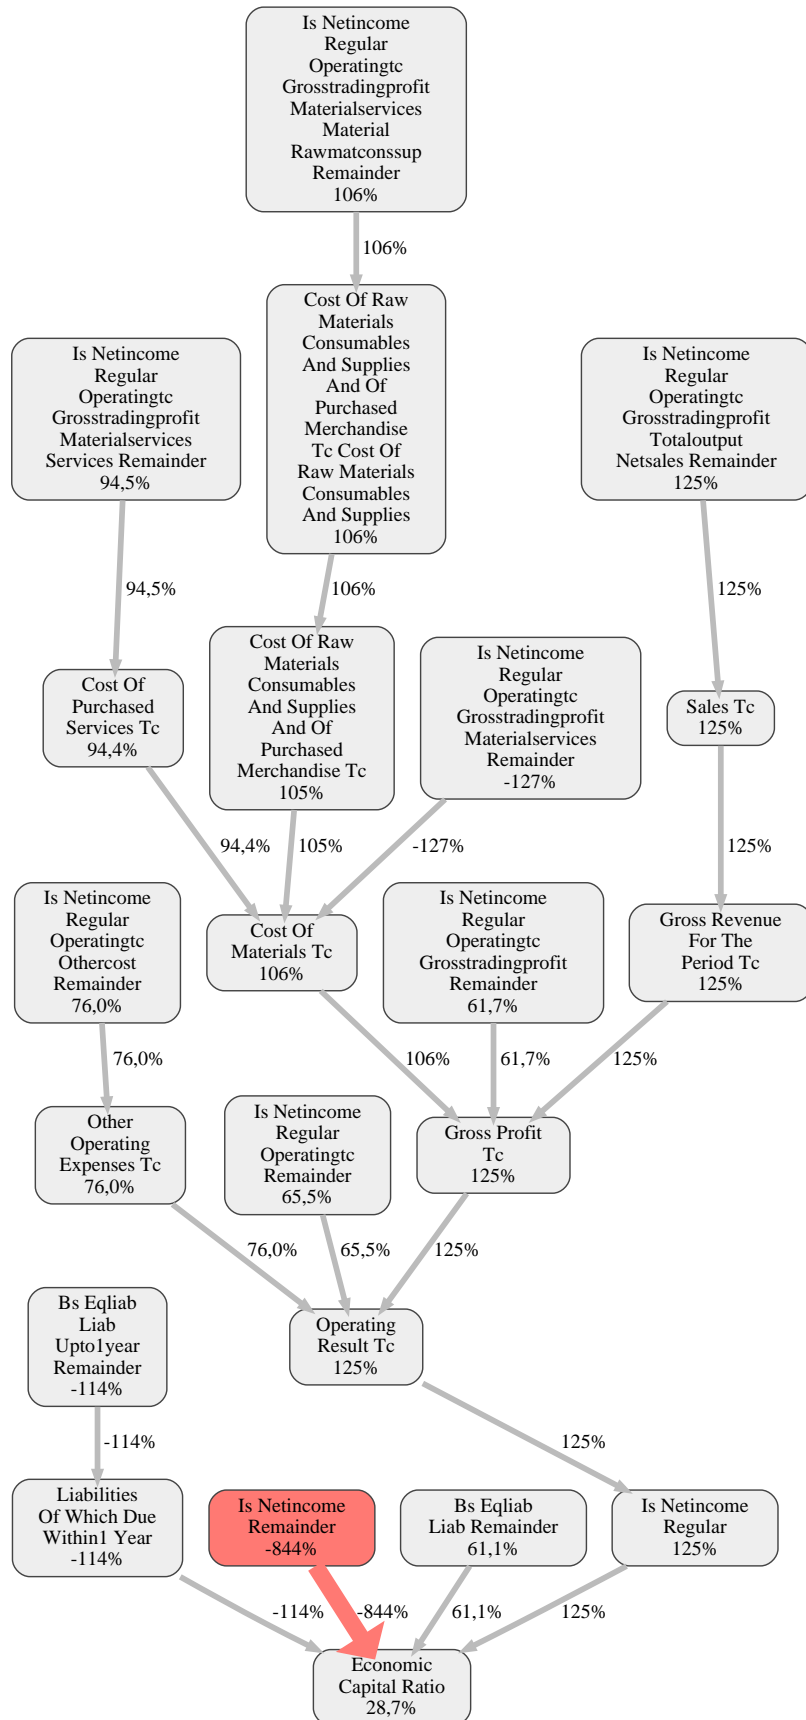 Is Netincome
Regular
Operatingtc
Grosstradingprofit
Materialservices
Material
Rawmatconssup
Remainder
106%
106%
Cost Of Raw
Materials
Consumables
And Supplies
And Of
Purchased
Merchandise
Tc Cost Of
Raw Materials
Consumables
And Supplies
106%
Is Netincome
Regular
Operatingtc
Grosstradingprofit
Materialservices
Services Remainder
94,5%
Is Netincome
Regular
Operatingtc
Grosstradingprofit
Totaloutput
Netsales Remainder
125%
94,5%
106%
125%
Cost Of
Purchased
Services Tc
94,4%
Cost Of Raw
Materials
Consumables
And Supplies
And Of
Purchased
Merchandise Tc
105%
Is Netincome
Regular
Operatingtc
Grosstradingprofit
Materialservices
Remainder
-127%
Sales Tc
125%
94,4%
105%
-127%
125%
Is Netincome
Regular
Operatingtc
Othercost
Remainder
76,0%
Cost Of
Materials Tc
106%
Is Netincome
Regular
Operatingtc
Grosstradingprofit
Remainder
61,7%
Gross Revenue
For The
Period Tc
125%
76,0%
106%
61,7%
125%
Other
Operating
Expenses Tc
76,0%
Is Netincome
Regular
Operatingtc
Remainder
65,5%
Gross Profit
Tc
125%
76,0%
65,5%
125%
Bs Eqliab
Liab
Upto1year
Remainder
-114%
Operating
Result Tc
125%
-114%
125%
Liabilities
Of Which Due
Within1 Year
-114%
Is Netincome
Remainder
-844%
Bs Eqliab
Liab Remainder
61,1%
Is Netincome
Regular
125%
-114%
-844%
61,1%
125%
Economic
Capital Ratio
28,7%